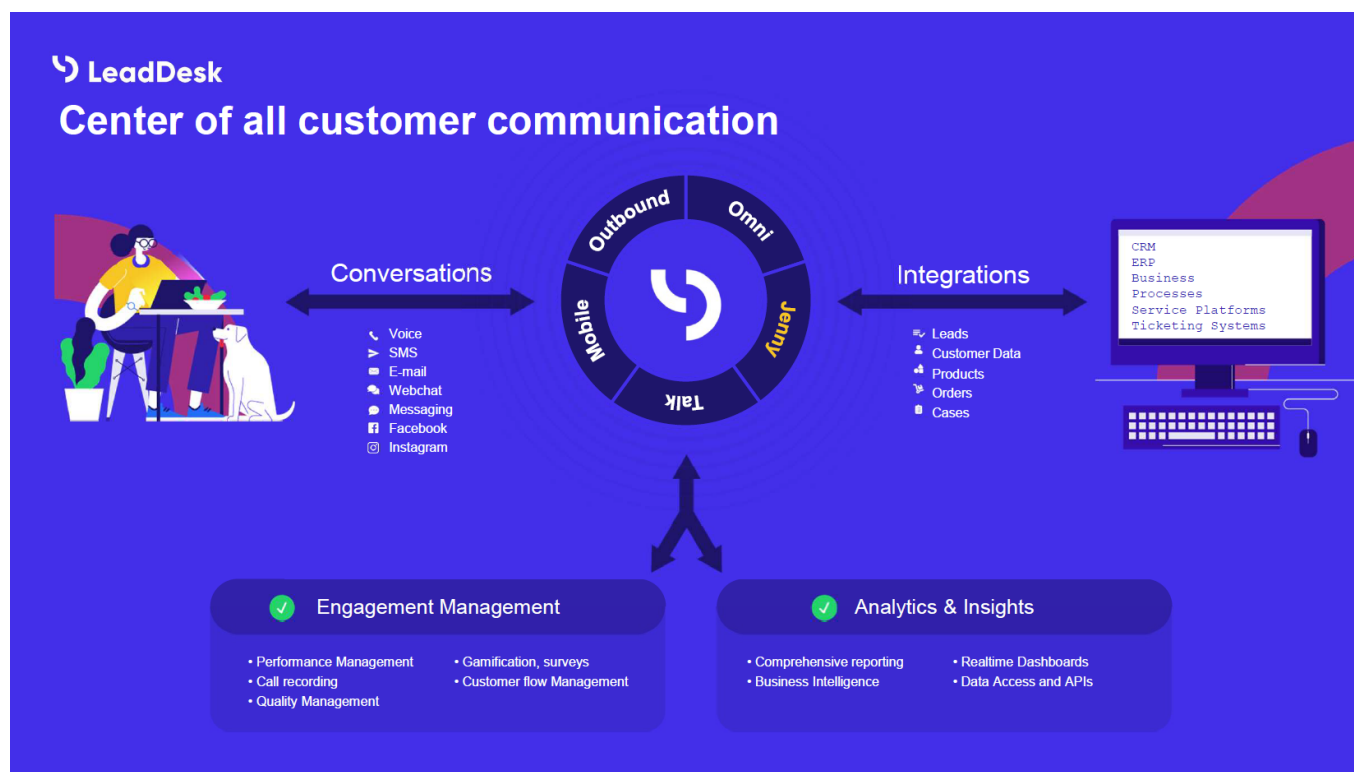 LeadDesk
Center of all customer communication
Conversations
Voice
SMS
E-mail
Webchat
Messaging
Facebook
Instagram
Outbound
Omni
Jenny
Talk
Mobile
Integrations
Leads
Customer Data
Products
Orders
Cases
CRM
ERP
Business
Processes
Service Platforms
Ticketing Systems
Engagement Management
• Performance Management
• Call recording
• Quality Management
• Gamification, surveys
• Customer flow Management
Analytics & Insights
• Comprehensive reporting
• Business Intelligence
• Realtime Dashboards
• Data Access and APIs